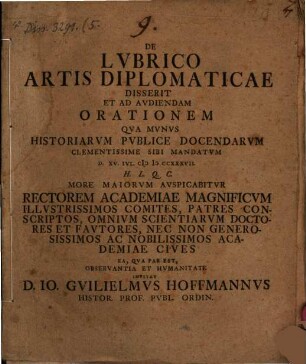 Diss. 3291. (5.
9.
DE
LVBRICO
ARTIS DIPLOMATICAE
DISSERIT
ET AD AVDIENDAM
ORATIONEM
QVA MVNVS
HISTORIARVM PVBLICE DOCENDARVM
CLEMENTISSIME SIBI MANDATVM
D. XV. IVL. CIƆ IƆ CCXXXVII.
H. L. Q. C.
MORE MAIORVM AVSPICABITVR
RECTOREM ACADEMIAE MAGNIFICVM
ILLVSTRISSIMOS COMITES, PATRES CON-
SCRIPTOS, OMNIVM SCIENTIARVM DOCTO-
RES ET FAVTORES, NEC NON GENERO-
SISSIMOS AC NOBILISSIMOS ACA-
DEMIAE CIVES
EA, QVA PAR EST,
OBSERVANTIA ET HVMANITATE
INVITAT
D. IO. GVILIELMVS HOFFMANNVS
HISTOR. PROF. PVBL. ORDIN.